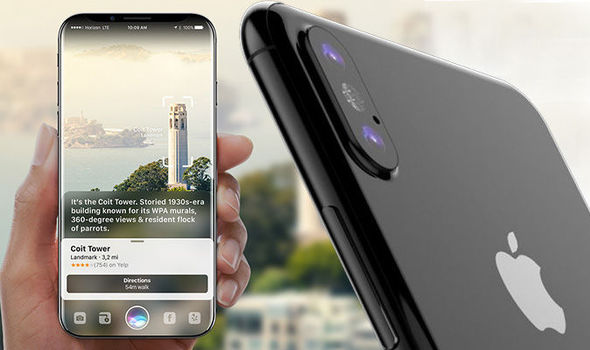 Horizon LTE
10:09 AM
Coit Tower
Landmark
It's the Coit Tower. Storied 1930s-era
building known for its WPA murals,
360-degree views & resident flock
of parrots.
Coit Tower
Landmark · 3,2 mi
(754) on Yelp
Directions
54m walk